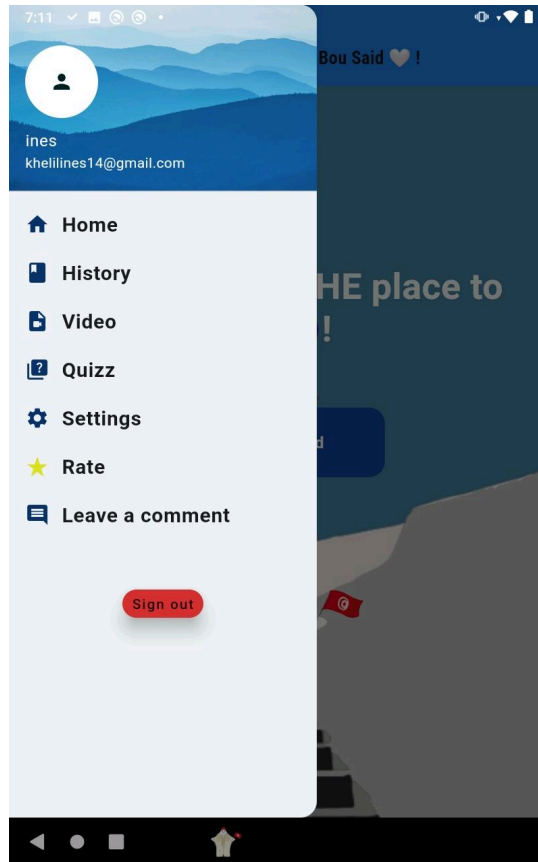 7:11
Bou Said 🤍 !
ines
khelilines14@gmail.com
Home
History
HE place to
!
Video
Quizz
Settings
d
Rate
Leave a comment
Sign out